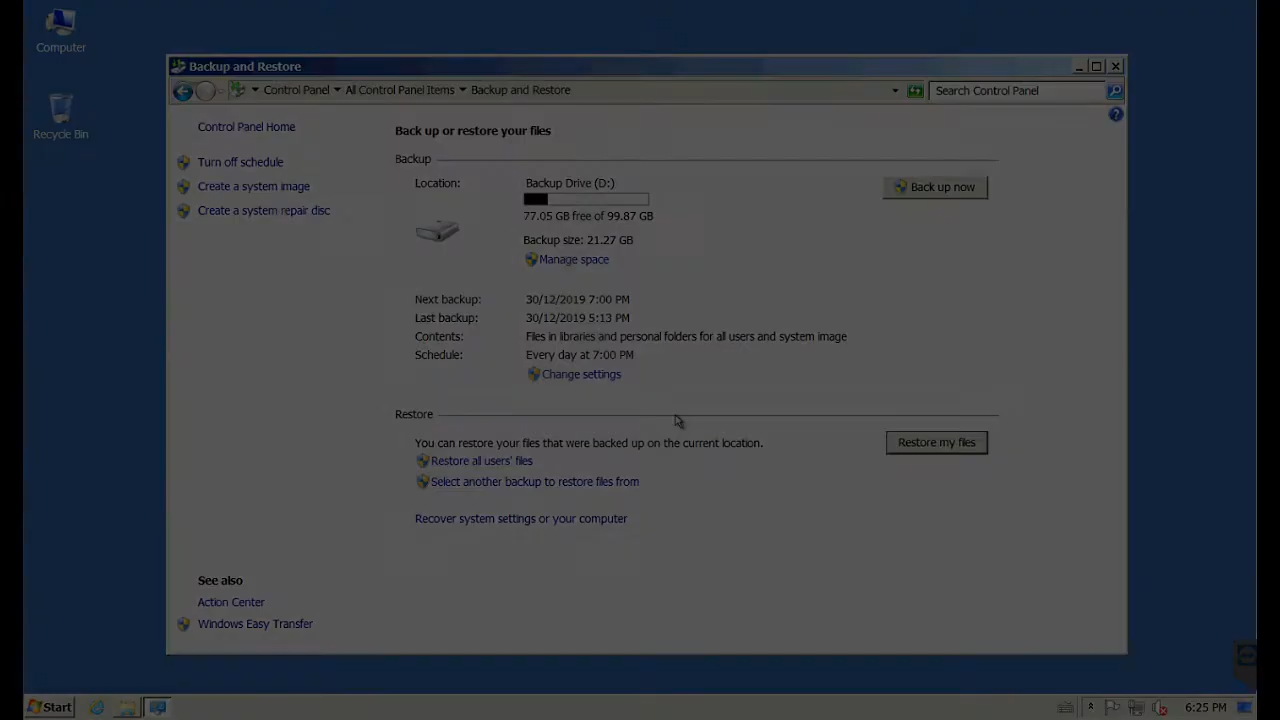 Computer
Recycle Bin
Backup and Restore
Control Panel All Control Panel Items Backup and Restore
Search Control Panel
Control Panel Home
Turn off schedule
Create a system image
Create a system repair disc
See also
Action Center
Windows Easy Transfer
Back up or restore your files
Backup
Location: Backup Drive (D:)
77.05 GB free of 99.87 GB
Backup size: 21.27 GB
Manage space
Back up now
Next backup: 30/12/2019 7:00 PM
Last backup: 30/12/2019 5:13 PM
Contents: Files in libraries and personal folders for all users and system image
Schedule: Every day at 7:00 PM
Change settings
Restore
You can restore your files that were backed up on the current location.
Restore my files
Restore all users' files
Select another backup to restore files from
Recover system settings or your computer
Start
6:25 PM